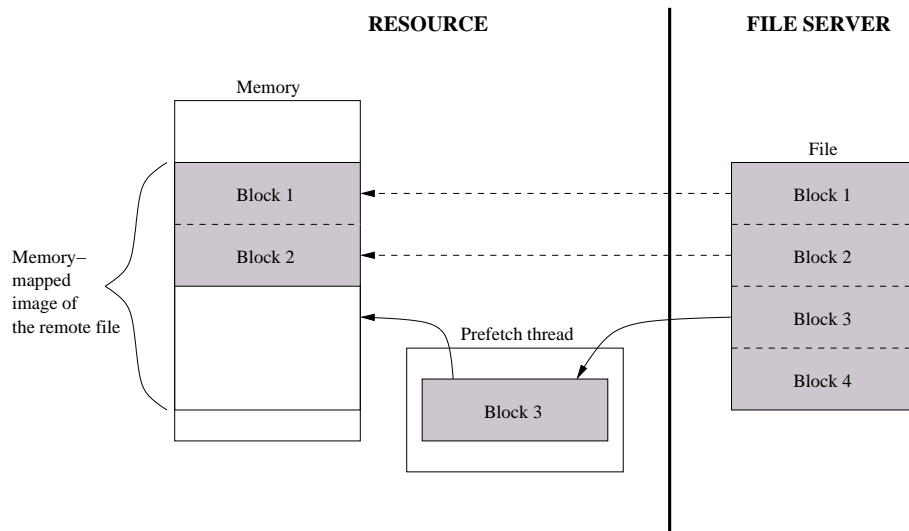 RESOURCE
FILE SERVER
Memory
File
Block 1
Block 1
Block 2
Block 2
Memory−
mapped
image of
the remote file
Block 3
Prefetch thread
Block 4
Block 3